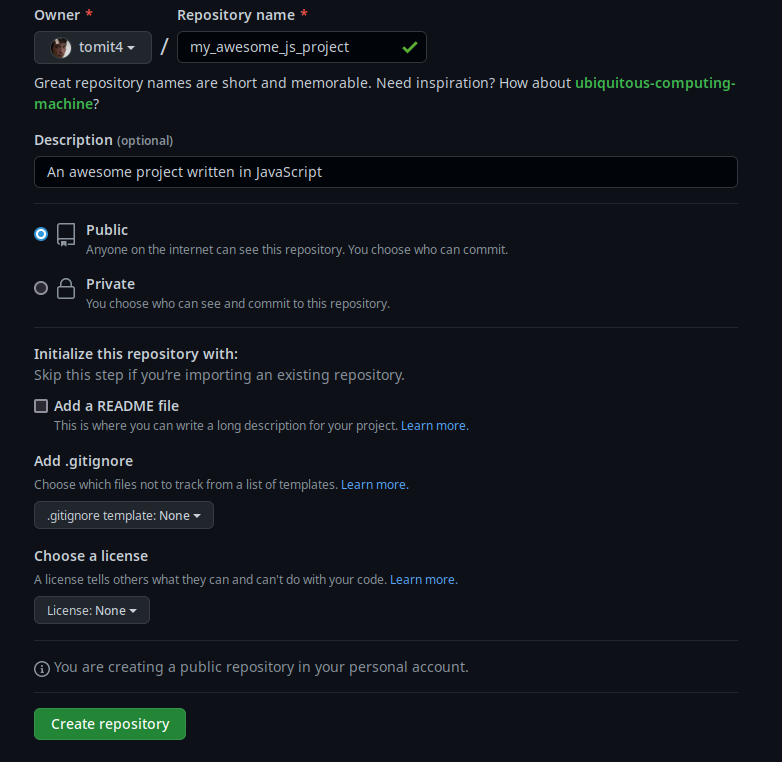 Owner *
Repository name *
tomit4
/
my_awesome_js_project
Great repository names are short and memorable. Need inspiration? How about ubiquitous-computing-
machine?
Description (optional)
An awesome project written in JavaScript
Public
Anyone on the internet can see this repository. You choose who can commit.
Private
You choose who can see and commit to this repository.
Initialize this repository with:
Skip this step if you’re importing an existing repository.
Add a README file
This is where you can write a long description for your project. Learn more.
Add .gitignore
Choose which files not to track from a list of templates. Learn more.
.gitignore template: None
Choose a license
A license tells others what they can and can't do with your code. Learn more.
License: None
You are creating a public repository in your personal account.
Create repository